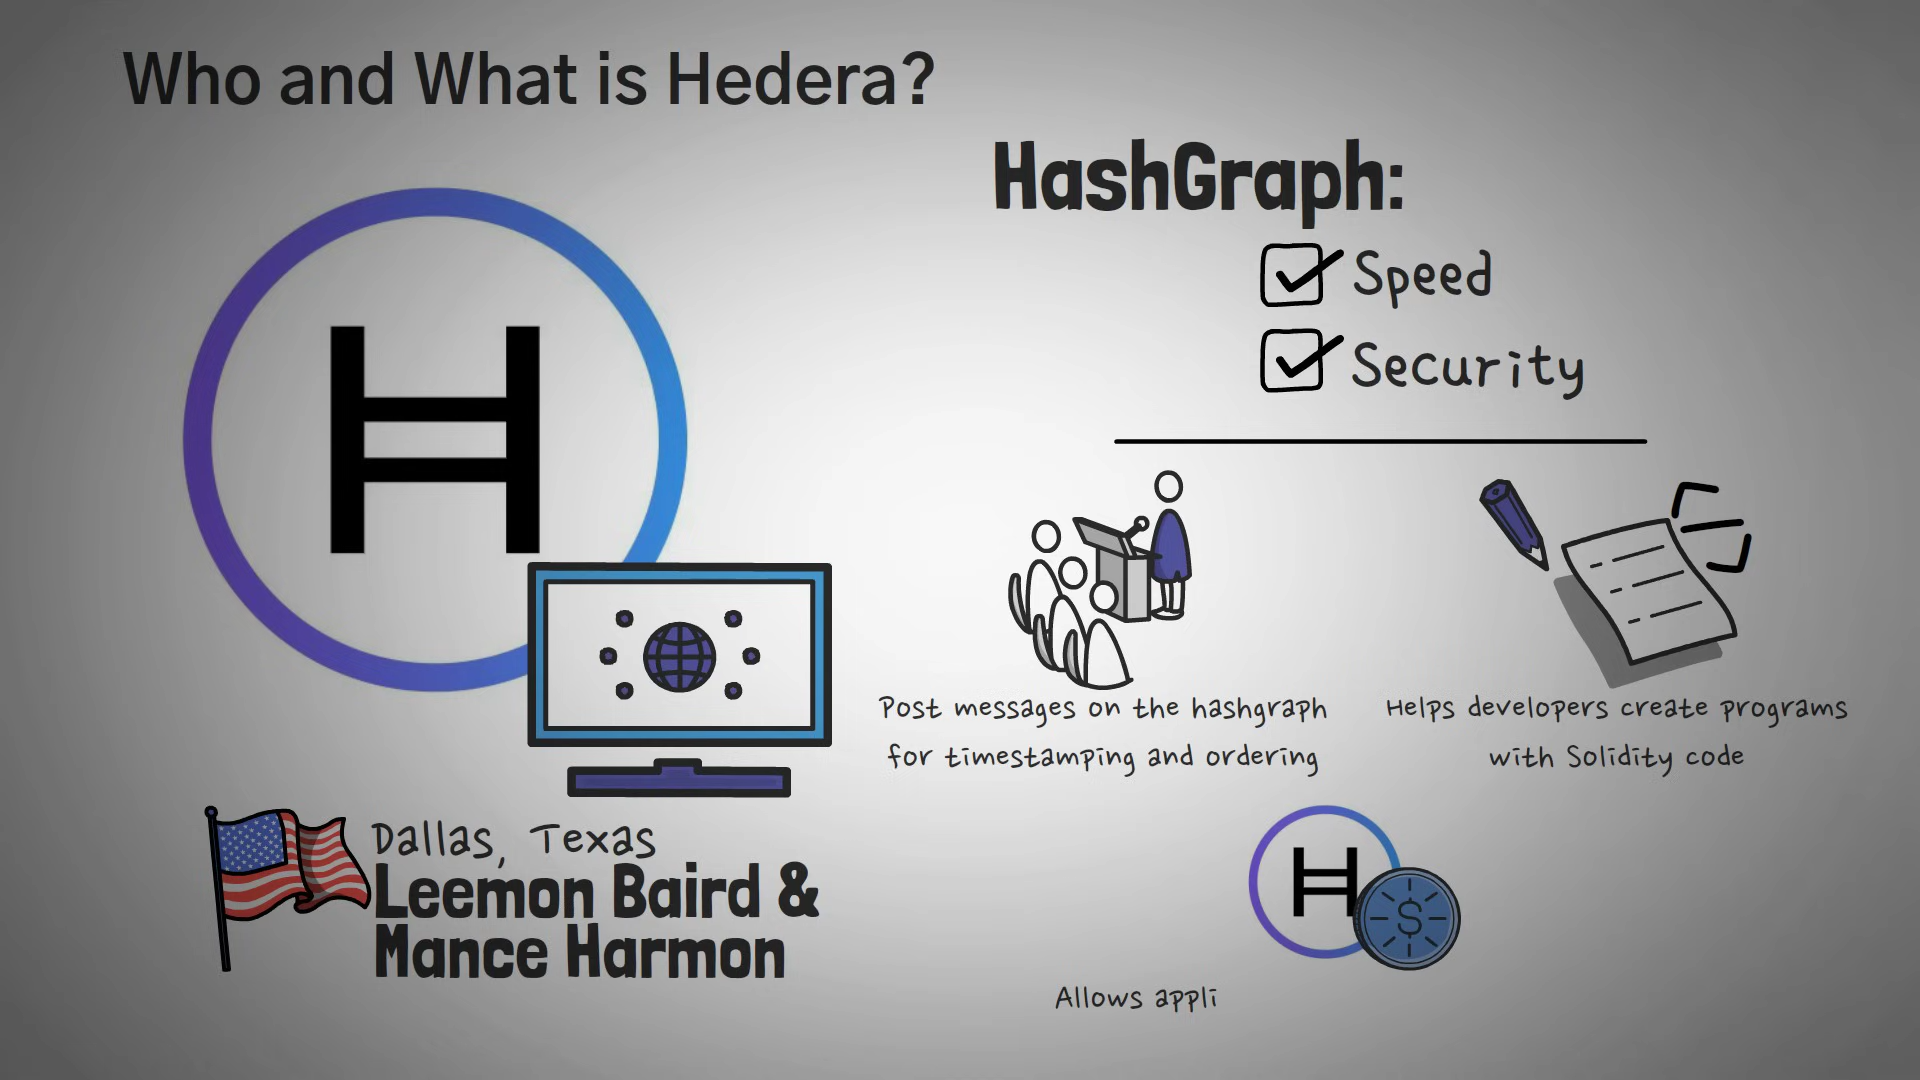 Who and What is Hedera?
HashGraph:
Speed
Security
Post messages on the hashgraph
for timestamping and ordering
Helps developers create programs
with Solidity code
Dallas, Texas
Leemon Baird &
Mance Harmon
Allows appli